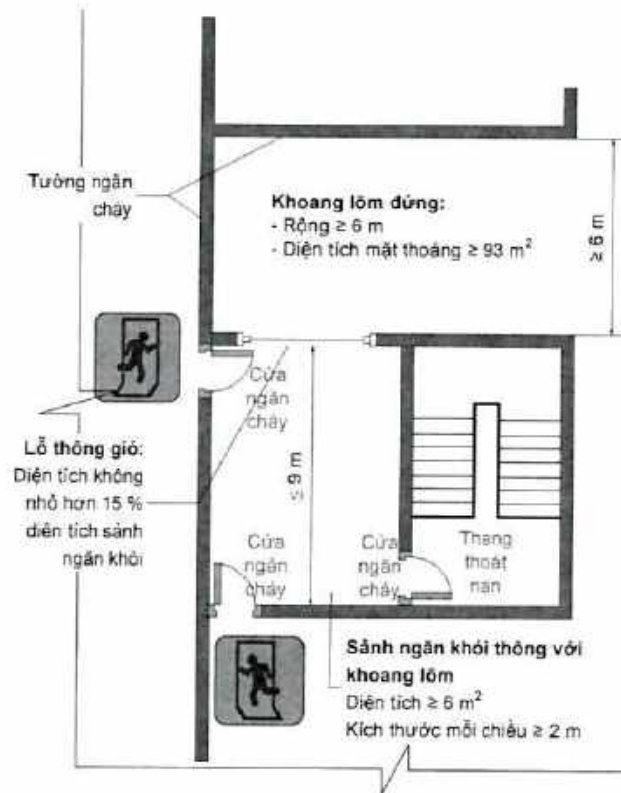 Tường ngăn
cháy
Khoang lõm đứng:
- Rộng ≥ 6 m
- Diện tích mặt thoáng ≥ 93 m²
≥ 6 m
Cửa
ngăn
cháy
Lỗ thông gió:
Diện tích không
nhỏ hơn 15 %
diện tích sảnh
ngăn khói
≤ 9 m
Cửa
ngăn
cháy
Cửa
ngăn
cháy
Thang
thoát
nạn
Sảnh ngăn khói thông với
khoang lõm
Diện tích ≥ 6 m²
Kích thước mỗi chiều ≥ 2 m